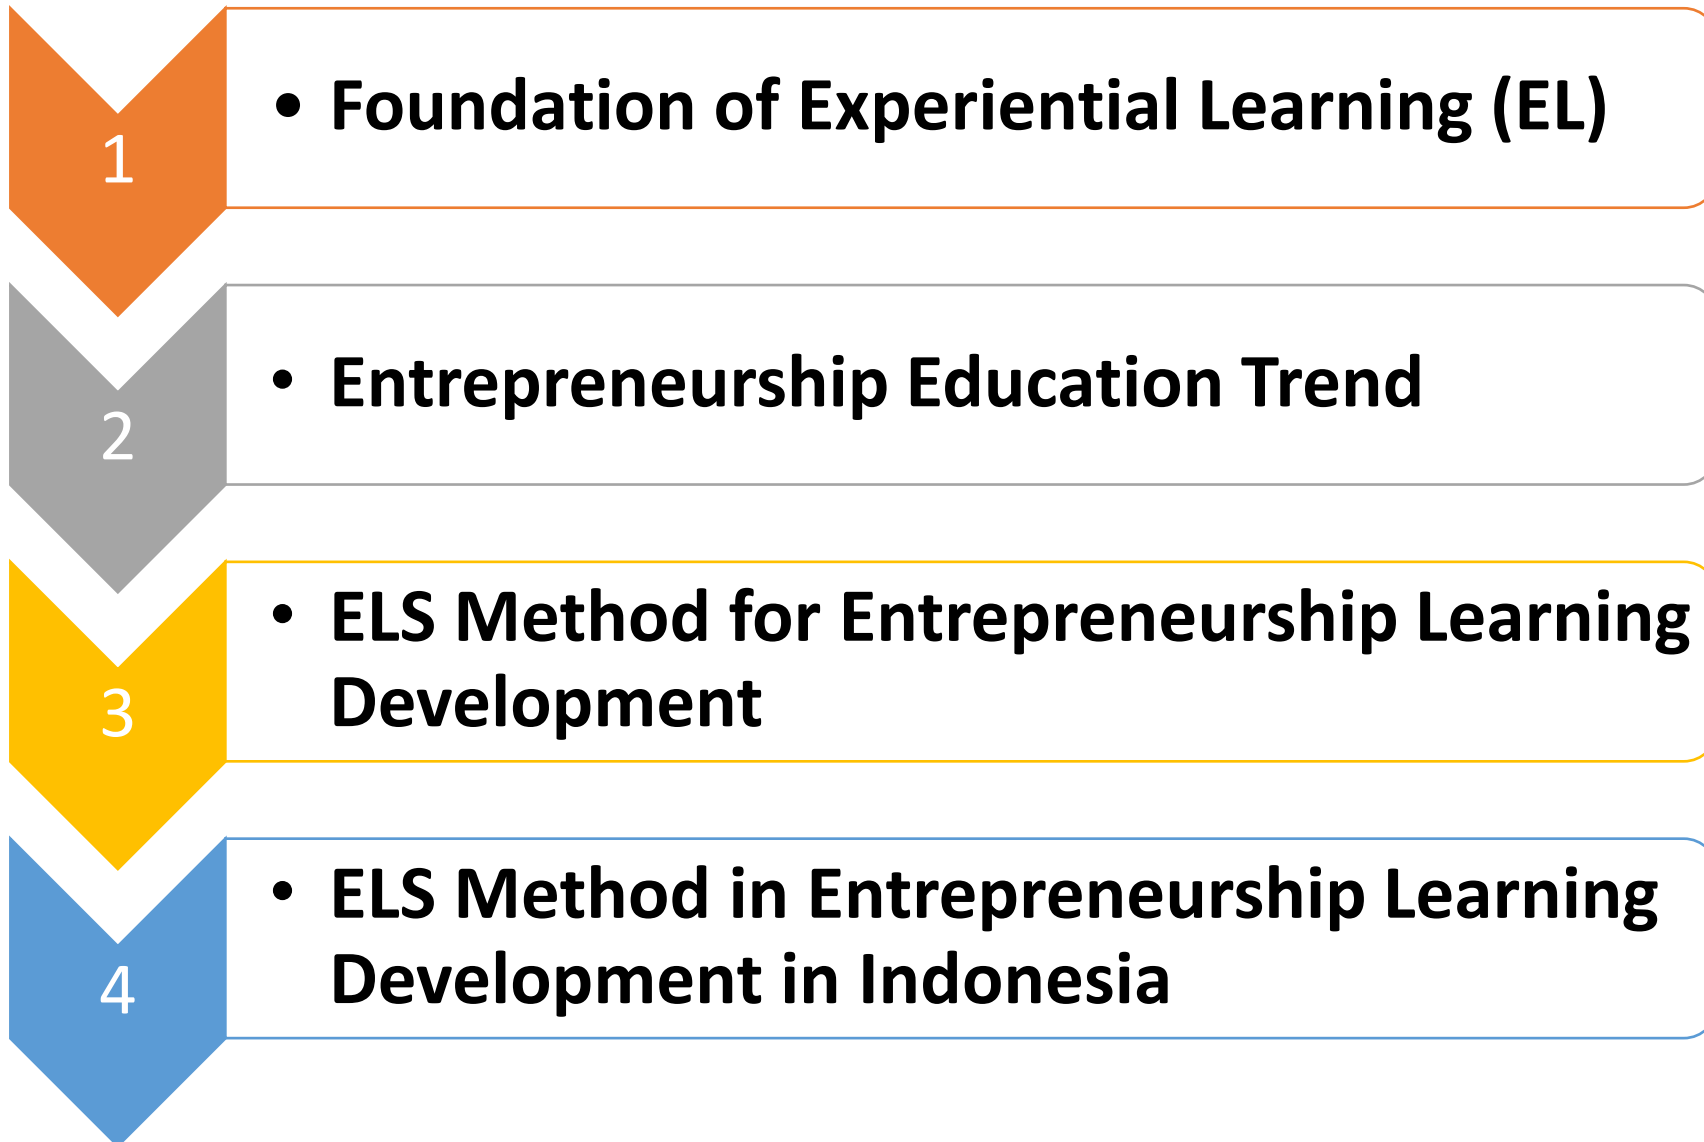 1
• Foundation of Experiential Learning (EL)
2
• Entrepreneurship Education Trend
3
• ELS Method for Entrepreneurship Learning
Development
4
• ELS Method in Entrepreneurship Learning
Development in Indonesia